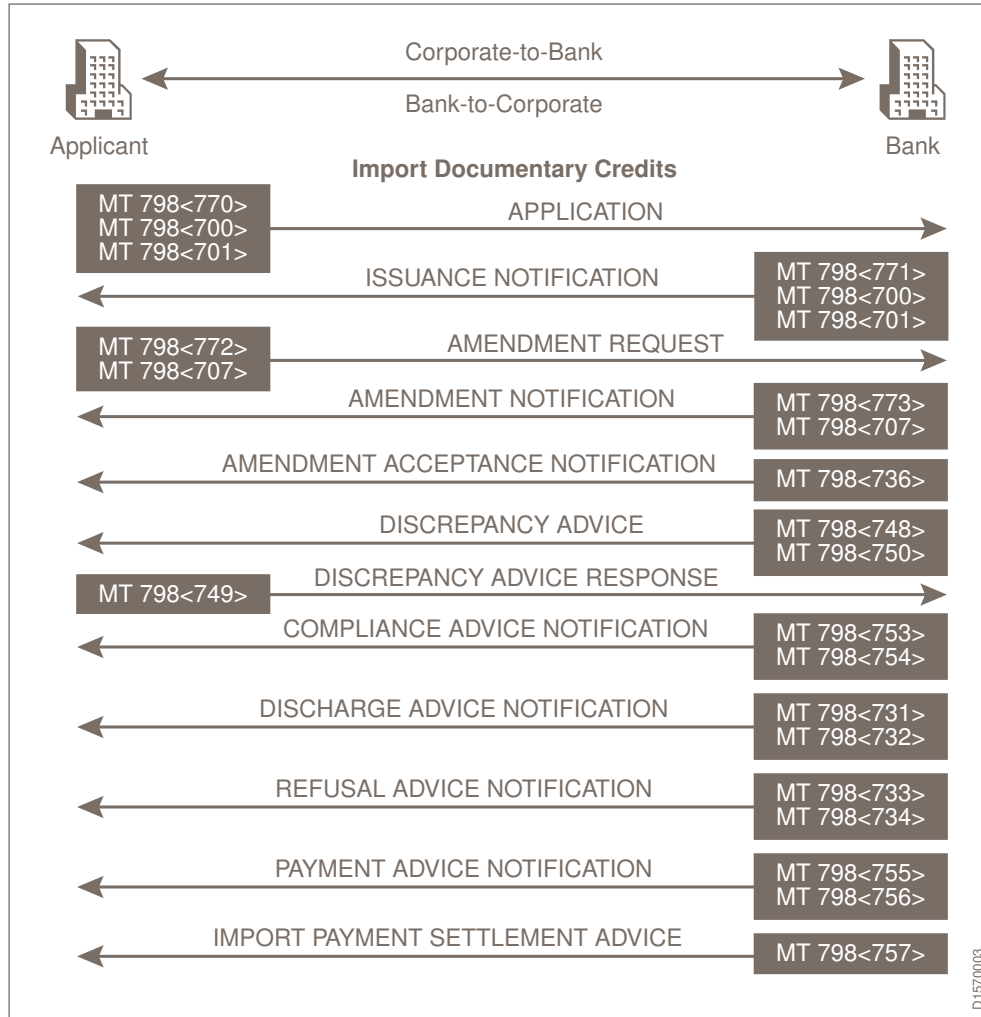 Corporate-to-Bank
Bank-to-Corporate
Applicant
Bank
Import Documentary Credits
MT 798<770>
MT 798<700>
MT 798<701>
APPLICATION
ISSUANCE NOTIFICATION
MT 798<771>
MT 798<700>
MT 798<701>
MT 798<772>
MT 798<707>
AMENDMENT REQUEST
AMENDMENT NOTIFICATION
MT 798<773>
MT 798<707>
AMENDMENT ACCEPTANCE NOTIFICATION
MT 798<736>
DISCREPANCY ADVICE
MT 798<748>
MT 798<750>
MT 798<749>
DISCREPANCY ADVICE RESPONSE
COMPLIANCE ADVICE NOTIFICATION
MT 798<753>
MT 798<754>
DISCHARGE ADVICE NOTIFICATION
MT 798<731>
MT 798<732>
REFUSAL ADVICE NOTIFICATION
MT 798<733>
MT 798<734>
PAYMENT ADVICE NOTIFICATION
MT 798<755>
MT 798<756>
IMPORT PAYMENT SETTLEMENT ADVICE
MT 798<757>
D1570003